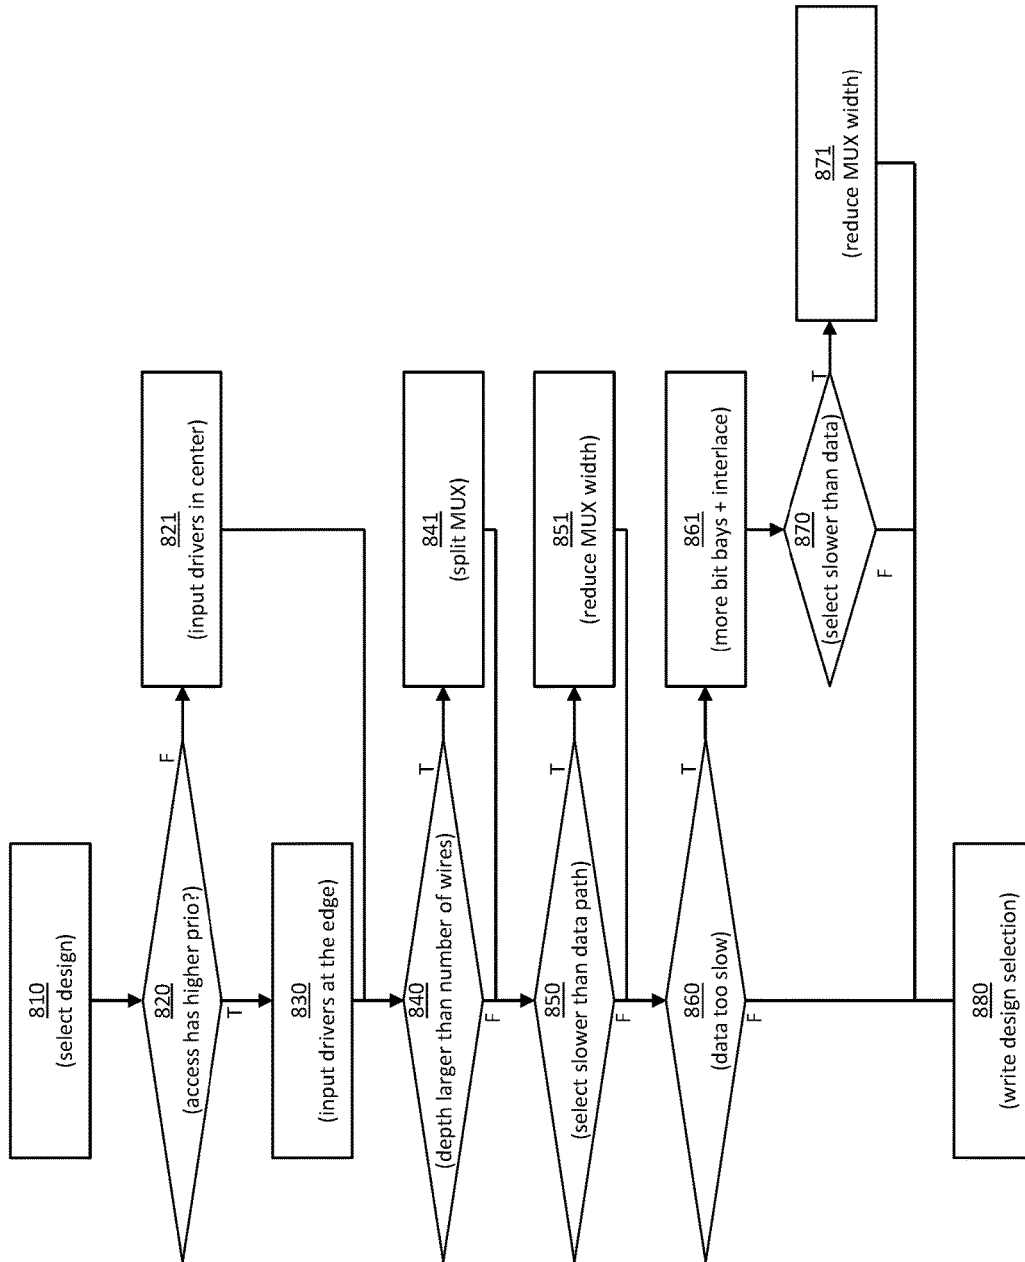 810
(select design)
820
(access has higher prio?)
F
T
821
(input drivers in center)
830
(input drivers at the edge)
840
(depth larger than number of wires)
T
F
841
(split MUX)
850
(select slower than data path)
T
F
851
(reduce MUX width)
860
(data too slow)
T
F
861
(more bit bays + interlace)
870
(select slower than data)
T
F
871
(reduce MUX width)
880
(write design selection)